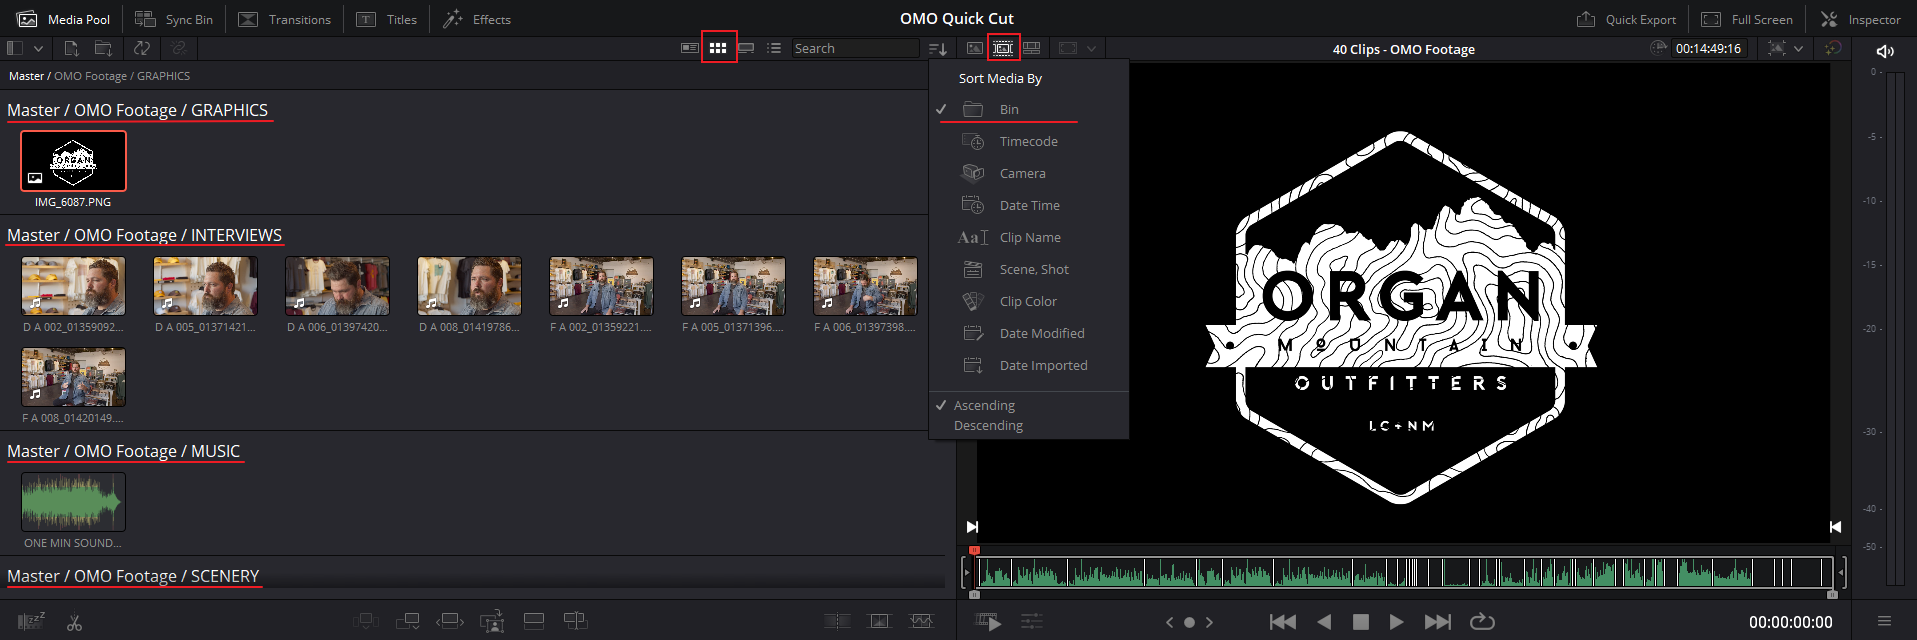 Media Pool
Sync Bin
Transitions
Titles
Effects
OMO Quick Cut
Quick Export
Full Screen
Inspector
Search
40 Clips - OMO Footage
00:14:49:16
Master / OMO Footage / GRAPHICS
Master / OMO Footage / GRAPHICS
IMG_6087.PNG
Master / OMO Footage / INTERVIEWS
D A 002_01359092...
D A 005_01371421...
D A 006_01397420...
D A 008_01419786...
F A 002_01359221....
F A 005_01371396....
F A 006_01397398....
F A 008_01420149....
Master / OMO Footage / MUSIC
ONE MIN SOUND...
Master / OMO Footage / SCENERY
Sort Media By
Bin
Timecode
Camera
Date Time
Aa
Clip Name
Scene, Shot
Clip Color
Date Modified
Date Imported
Ascending
Descending
ORGAN
MOUNTAIN
OUTFITTERS
LC+NM
0
-5
-10
-15
-20
-30
-40
-50
00:00:00:00